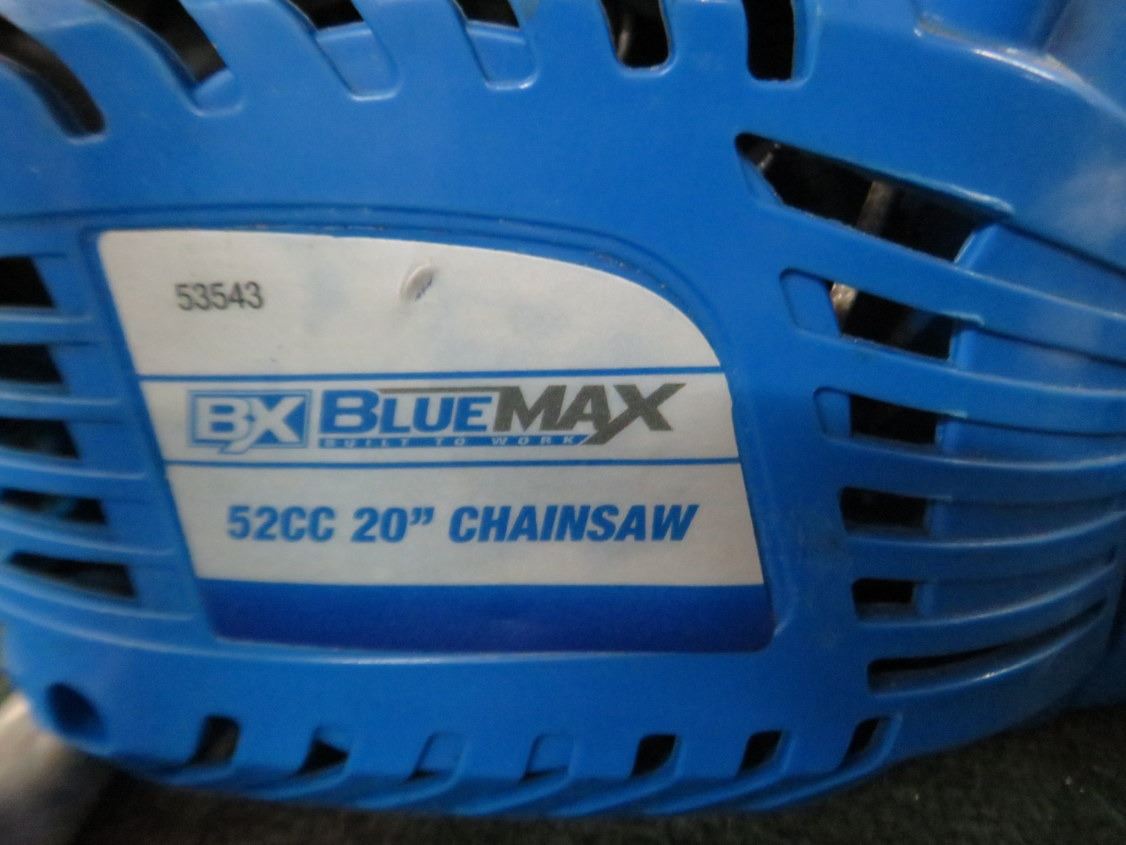 53543
BX BLUEMAX
BUILT TO WORK
52CC 20” CHAINSAW